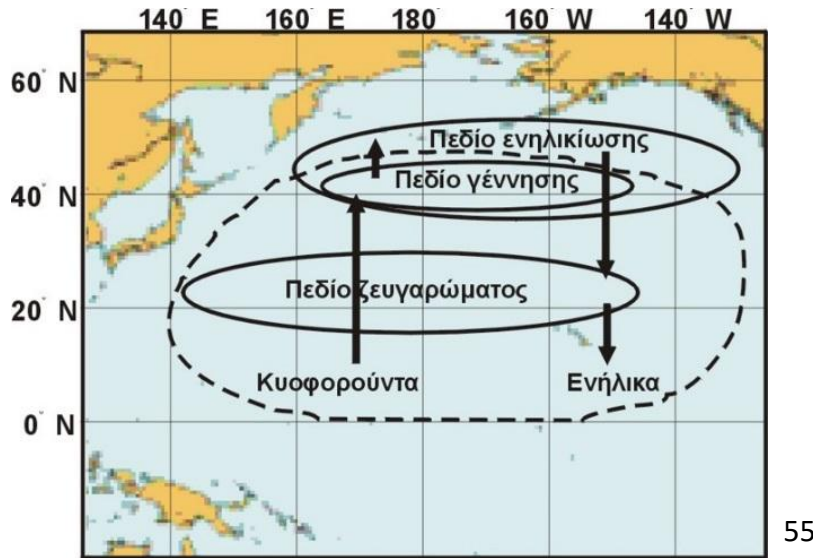 140° E 160° E 180° 160° W 140° W
60° N
Πεδίο ενηλικίωσης
Πεδίο γέννησης
40° N
Πεδίο ζευγαρώματος
20° N
Κυοφορούντα Ενήλικα
0° N
55